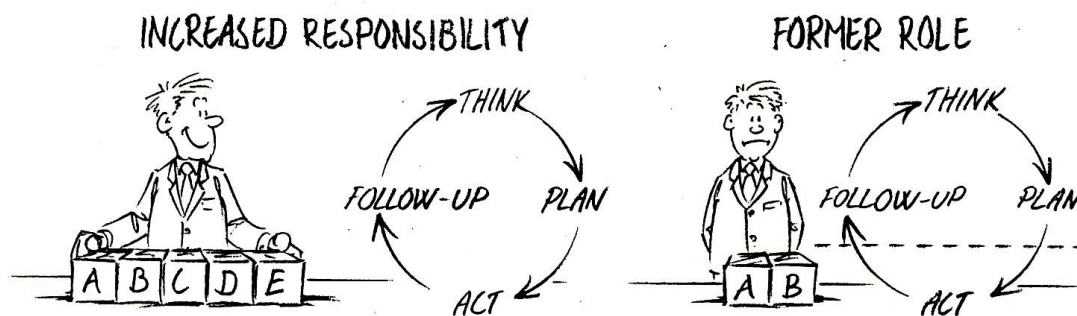 INCREASED RESPONSIBILITY
THINK
FOLLOW-UP
PLAN
ACT
A B C D E
FORMER ROLE
THINK
FOLLOW-UP
PLAN
ACT
A B